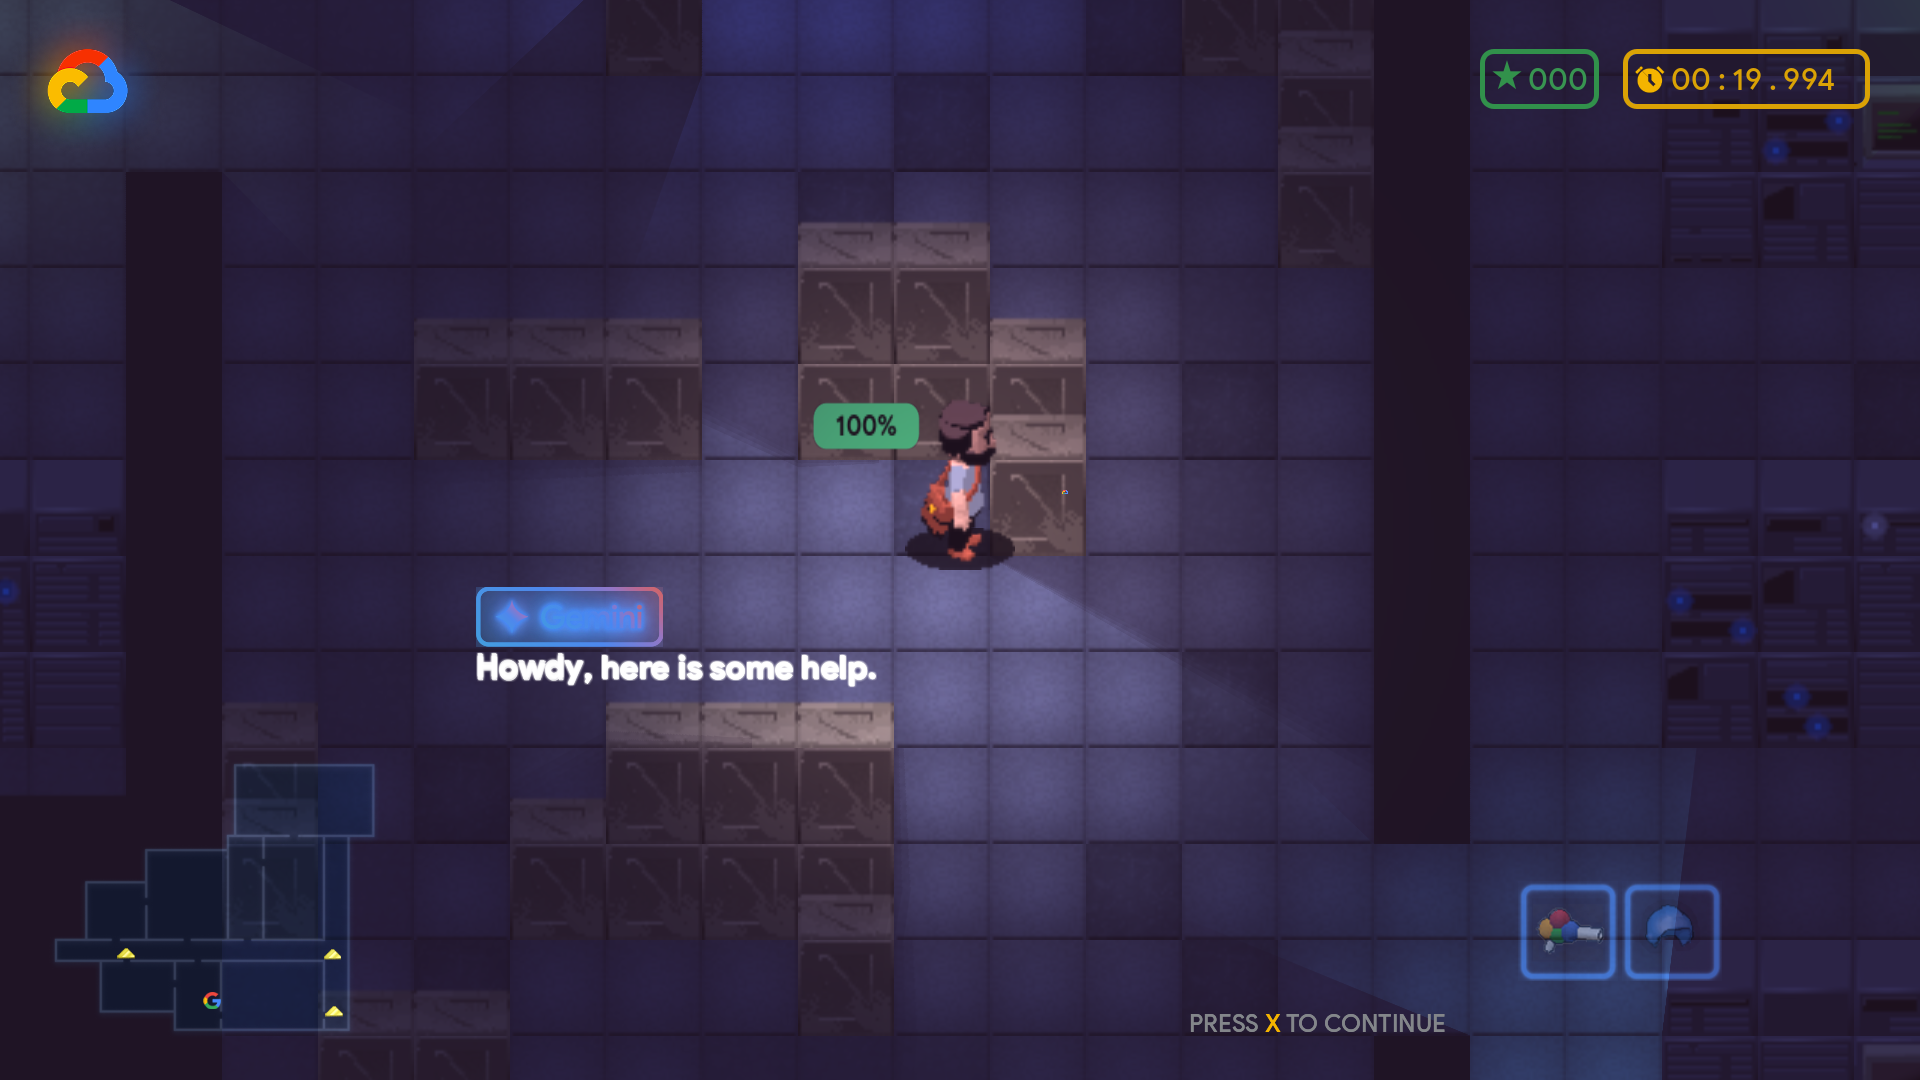 000
00:19.994
100%
Gemini
Howdy, here is some help.
G
PRESS X TO CONTINUE